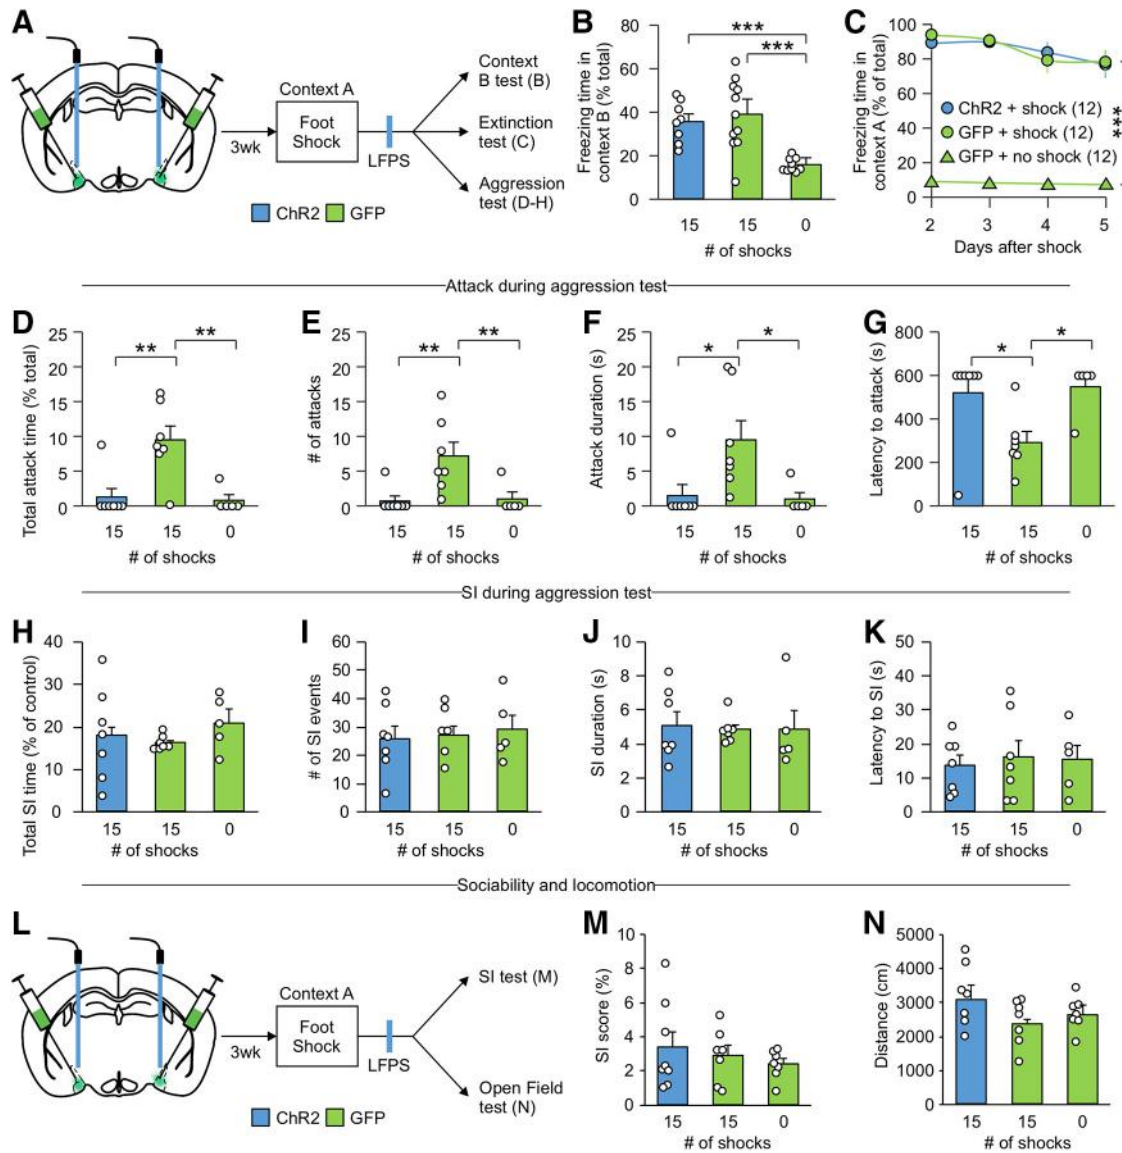 A
3wk
Context A
Foot
Shock
LFPS
Context
B test (B)
Extinction
test (C)
Aggression
test (D-H)
ChR2 GFP
B
Freezing time in
context B (% total)
80
60
40
20
0
***
***
15 15 0
# of shocks
C
Freezing time in
context A (% of total)
100
80
60
40
20
0
ChR2 + shock (12)
GFP + shock (12)
GFP + no shock (12)
***
2 3 4 5
Days after shock
Attack during aggression test
D
Total attack time (% total)
25
20
15
10
5
0
**
**
15 15 0
# of shocks
E
# of attacks
25
20
15
10
5
0
**
**
15 15 0
# of shocks
F
Attack duration (s)
25
20
15
10
5
0
*
*
15 15 0
# of shocks
G
Latency to attack (s)
800
600
400
200
0
*
*
15 15 0
# of shocks
SI during aggression test
H
Total SI time (% of control)
40
30
20
10
0
15 15 0
# of shocks
I
# of SI events
60
50
40
30
20
10
0
15 15 0
# of shocks
J
SI duration (s)
10
8
6
4
2
0
15 15 0
# of shocks
K
Latency to SI (s)
50
40
30
20
10
0
15 15 0
# of shocks
Sociability and locomotion
L
3wk
Context A
Foot
Shock
LFPS
SI test (M)
Open Field
test (N)
ChR2 GFP
M
SI score (%)
10
8
6
4
2
0
15 15 0
# of shocks
N
Distance (cm)
5000
4000
3000
2000
1000
0
15 15 0
# of shocks